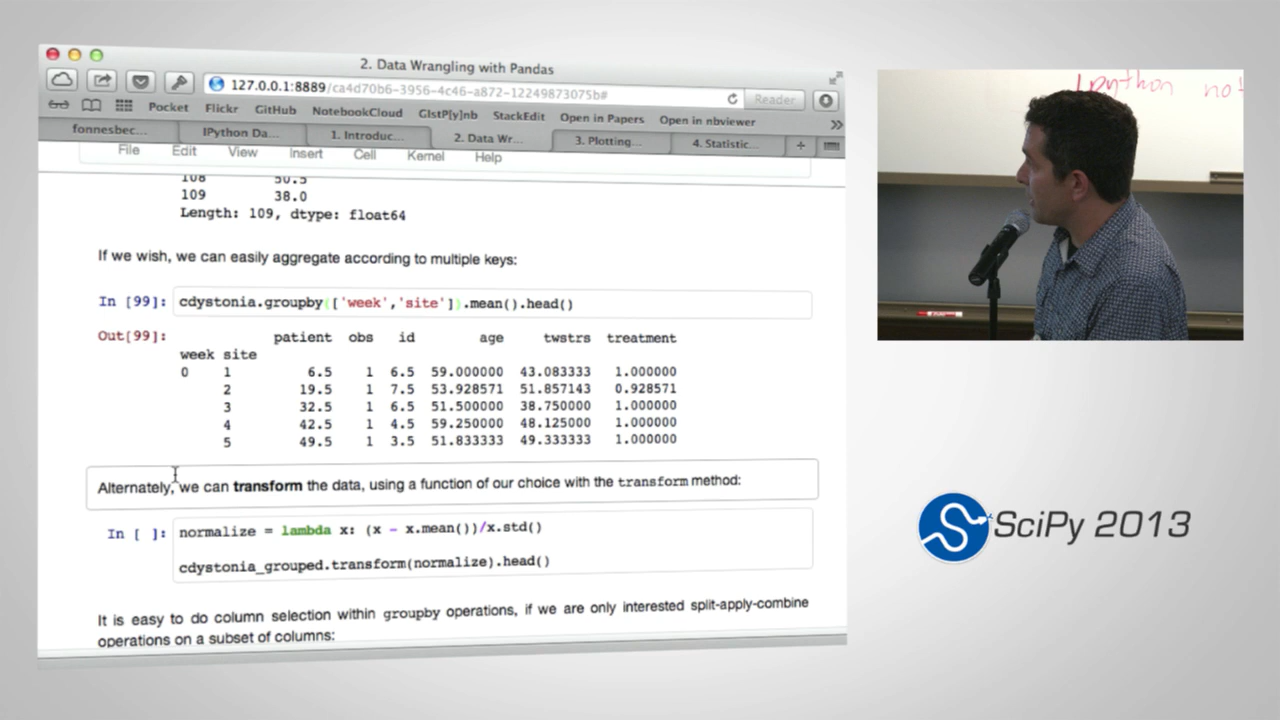 2. Data Wrangling with Pandas
127.0.0.1:8889/ca4d70b6-3956-4c46-a872-12249873075b#
Reader
Pocket Flickr GitHub NotebookCloud GIstP[y]nb StackEdit Open in Papers Open in nbviewer
fonnesbec... IPython Da... 1. Introduc... 2. Data Wr... 3. Plotting... 4. Statistic...
File Edit View Insert Cell Kernel Help
108 50.5
109 38.0
Length: 109, dtype: float64
If we wish, we can easily aggregate according to multiple keys:
In [99]: cdystonia.groupby(['week','site']).mean().head()
Out[99]: patient obs id age twstrs treatment
week site
0 1 6.5 1 6.5 59.000000 43.083333 1.000000
2 19.5 1 7.5 53.928571 51.857143 0.928571
3 32.5 1 6.5 51.500000 38.750000 1.000000
4 42.5 1 4.5 59.250000 48.125000 1.000000
5 49.5 1 3.5 51.833333 49.333333 1.000000
Alternately, we can transform the data, using a function of our choice with the transform method:
In [ ]: normalize = lambda x: (x - x.mean())/x.std()
cdystonia_grouped.transform(normalize).head()
It is easy to do column selection within groupby operations, if we are only interested split-apply-combine
operations on a subset of columns:
Ipython not
SciPy 2013